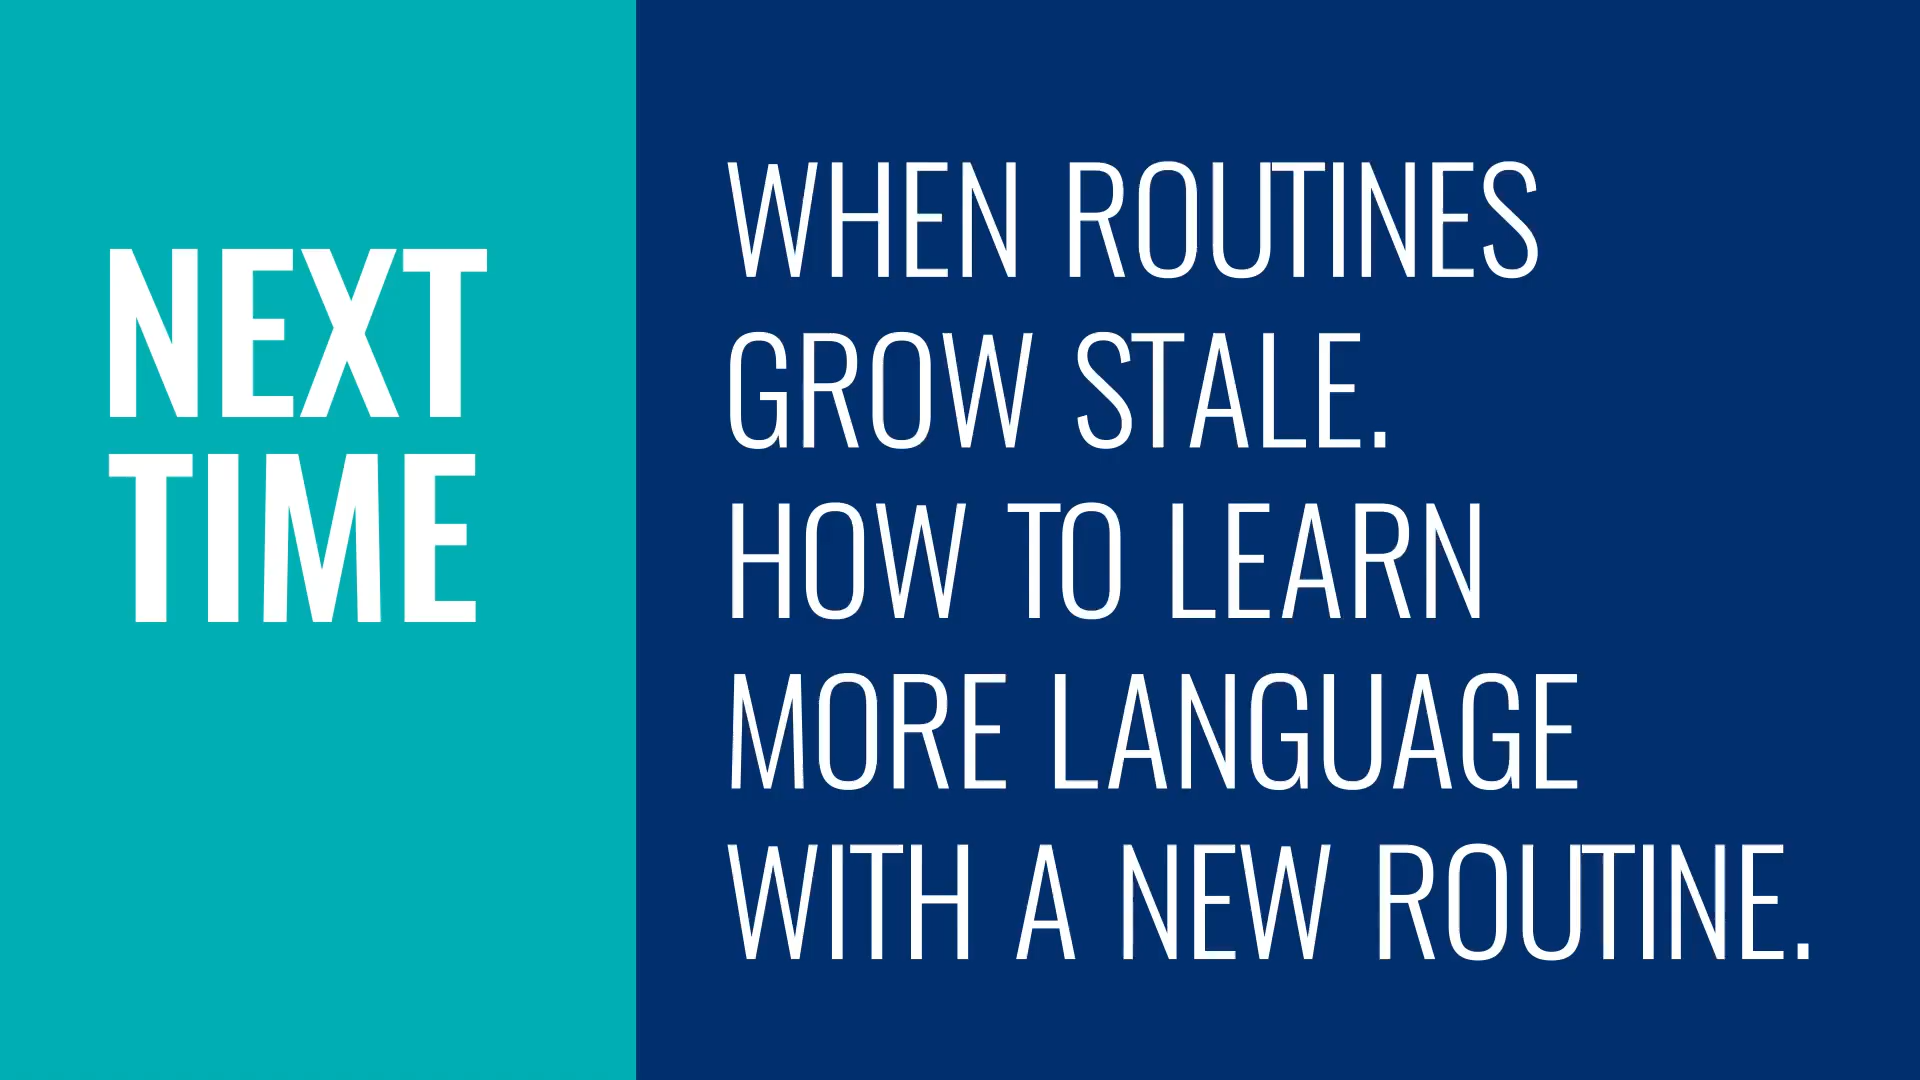 NEXT
TIME
WHEN ROUTINES
GROW STALE.
HOW TO LEARN
MORE LANGUAGE
WITH A NEW ROUTINE.